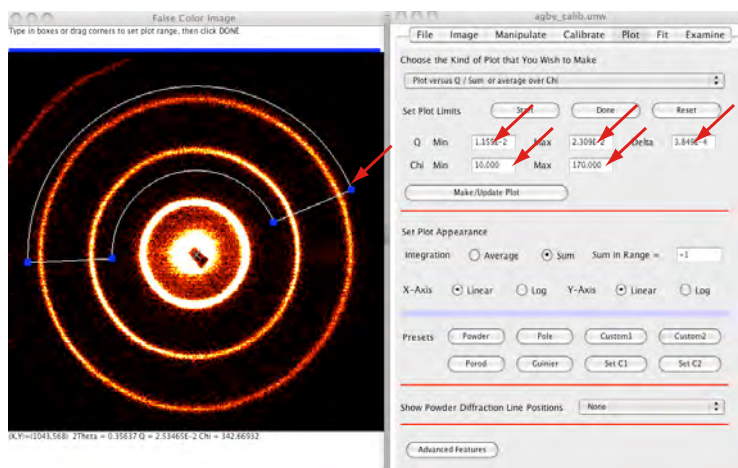 False Color Image
Type in boxes or drag corners to set plot range, then click DONE
(X,Y)=(1043,568) 2Theta = 0.35637 Q = 2.53465E-2 Chi = 342.66932
agbe_calib.unw
File Image Manipulate Calibrate Plot Fit Examine
Choose the Kind of Plot that You Wish to Make
Plot versus Q / Sum or average over Chi
Set Plot Limits Start Done Reset
Q Min 1.155E-2 Max 2.309E-2 Delta 3.849E-4
Chi Min 10.000 Max 170.000
Make/Update Plot
Set Plot Appearance
Integration Average Sum Sum in Range = -1
X-Axis Linear Log Y-Axis Linear Log
Presets Powder Pole Custom1 Custom2
Porod Guinier Set C1 Set C2
Show Powder Diffraction Line Positions None
Advanced Features